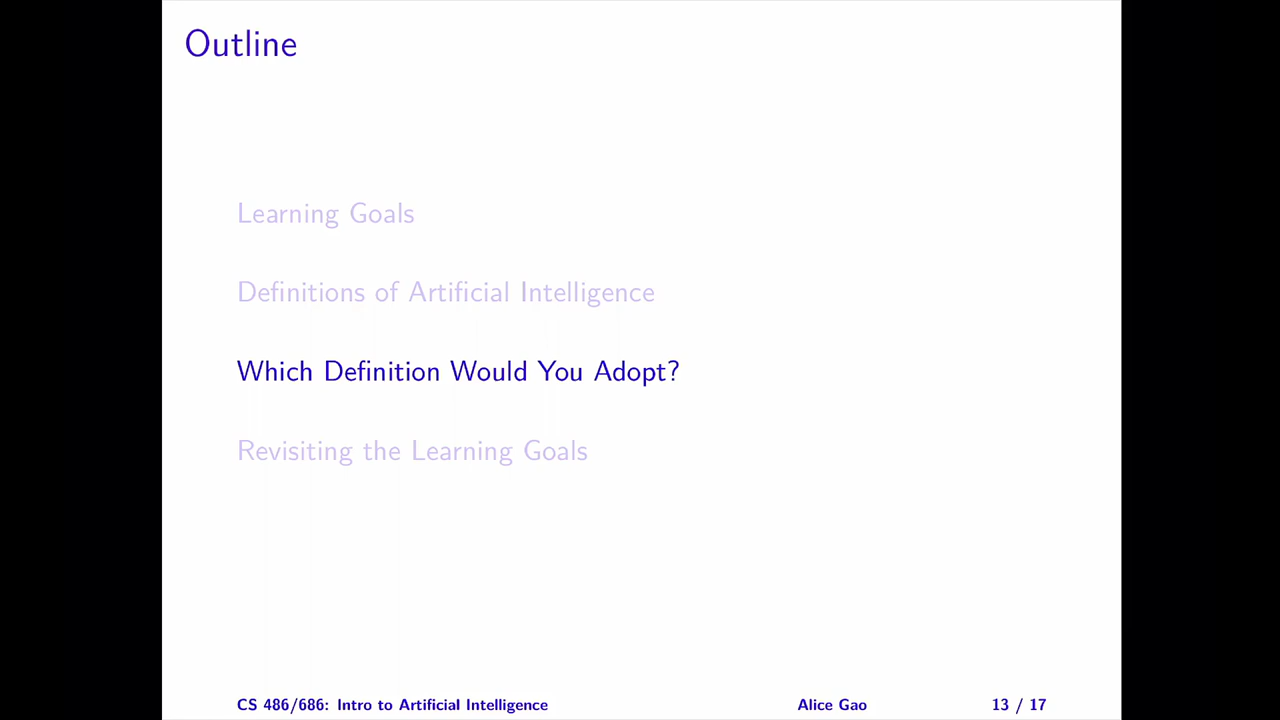 Outline
Learning Goals
Definitions of Artificial Intelligence
Which Definition Would You Adopt?
Revisiting the Learning Goals
CS 486/686: Intro to Artificial Intelligence Alice Gao 13 / 17